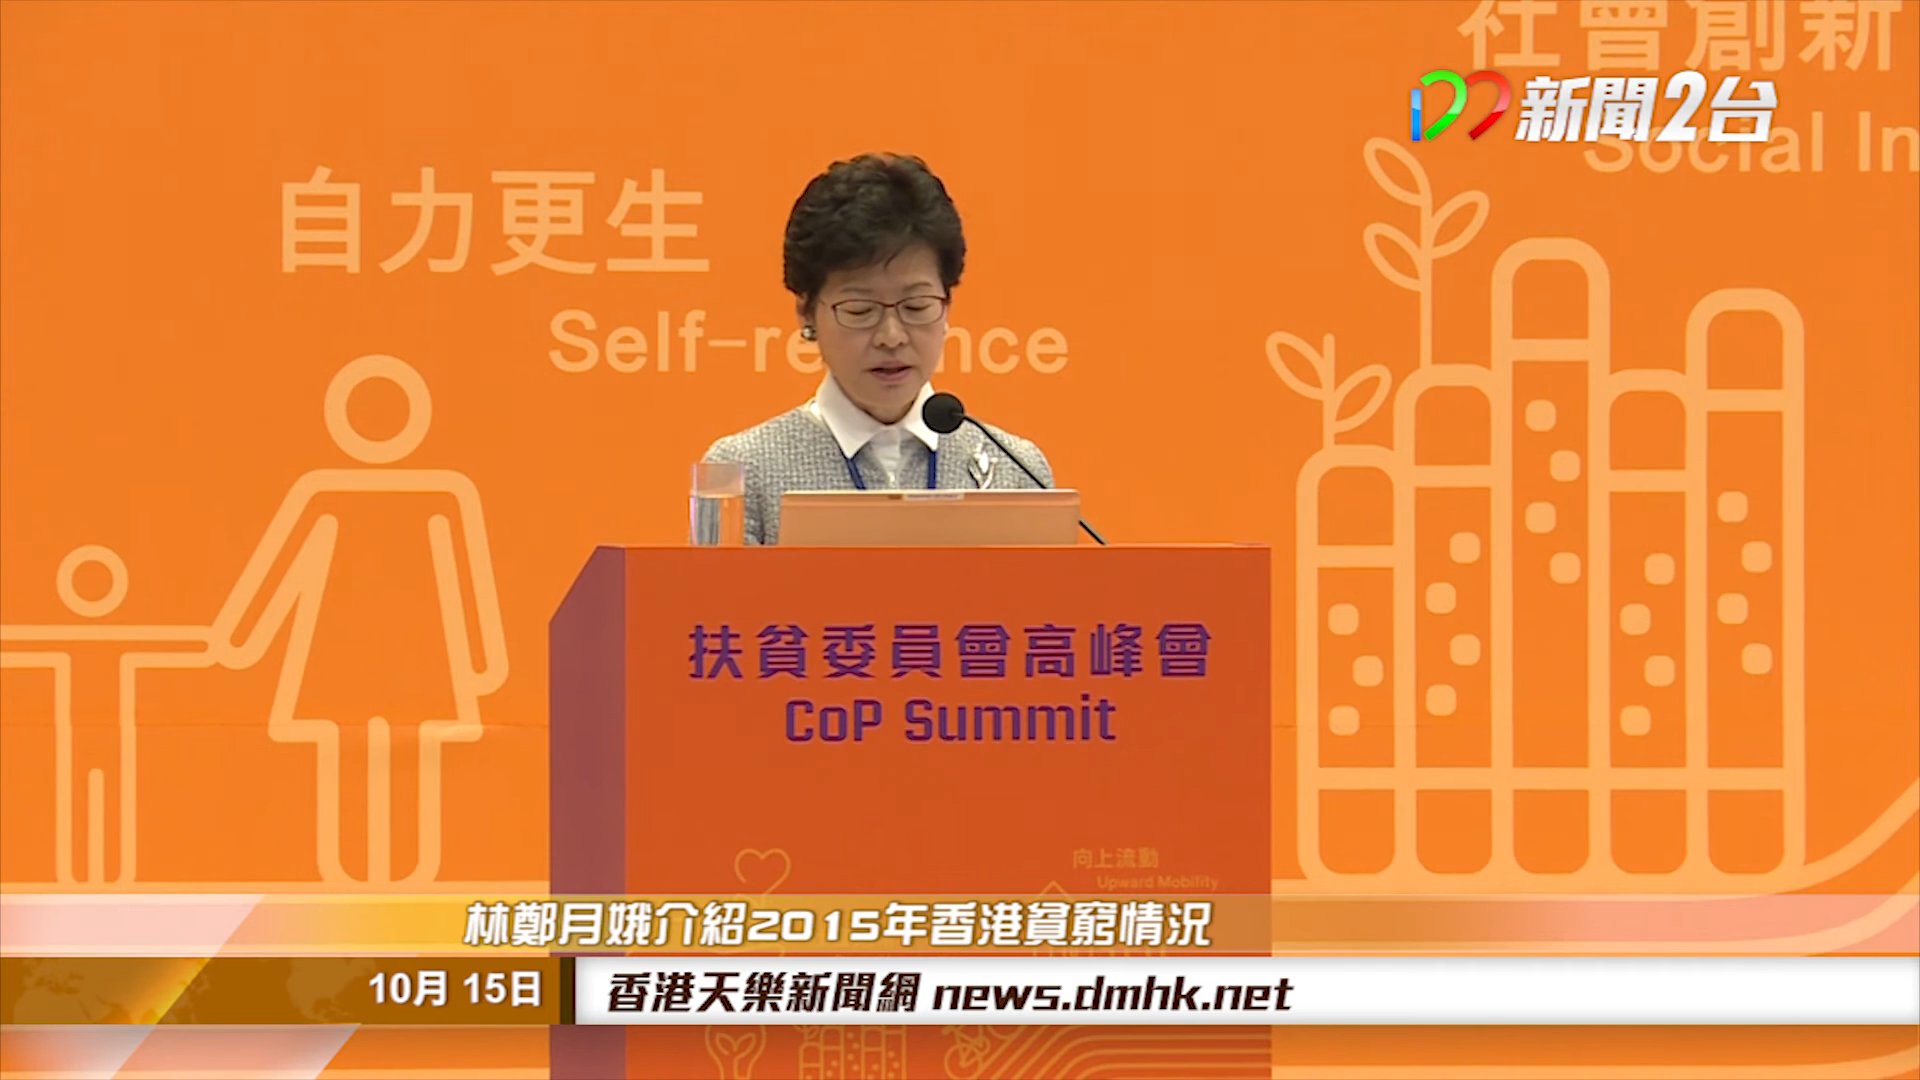 社會創新
新聞2台
Social In
自力更生
Self-re nce
扶貧委員會高峰會
CoP Summit
向上流動
Upward Mobility
林鄭月娥介紹2015年香港貧窮情況
10月 15日
香港天樂新聞網 news.dmhk.net